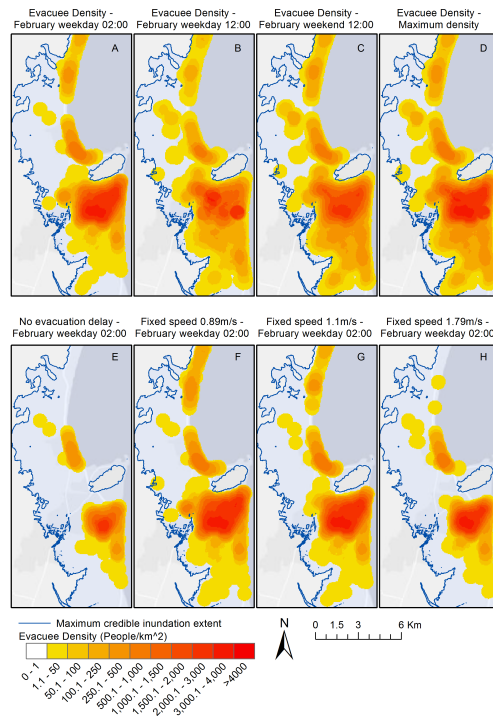 Evacuee Density -
February weekday 02:00
Evacuee Density -
February weekday 12:00
Evacuee Density -
February weekend 12:00
Evacuee Density -
Maximum density
A
B
C
D
No evacuation delay -
February weekday 02:00
Fixed speed 0.89m/s -
February weekday 02:00
Fixed speed 1.1m/s -
February weekday 02:00
Fixed speed 1.79m/s -
February weekday 02:00
E
F
G
H
Maximum credible inundation extent
Evacuee Density (People/km^2)
0 - 1
1.1 - 50
50.1 - 100
100.1 - 250
250.1 - 500
500.1 - 1,000
1,000.1 - 1,500
1,500.1 - 2,000
2,000.1 - 3,000
3,000.1 - 4,000
>4000
N
0 1.5 3 6 Km